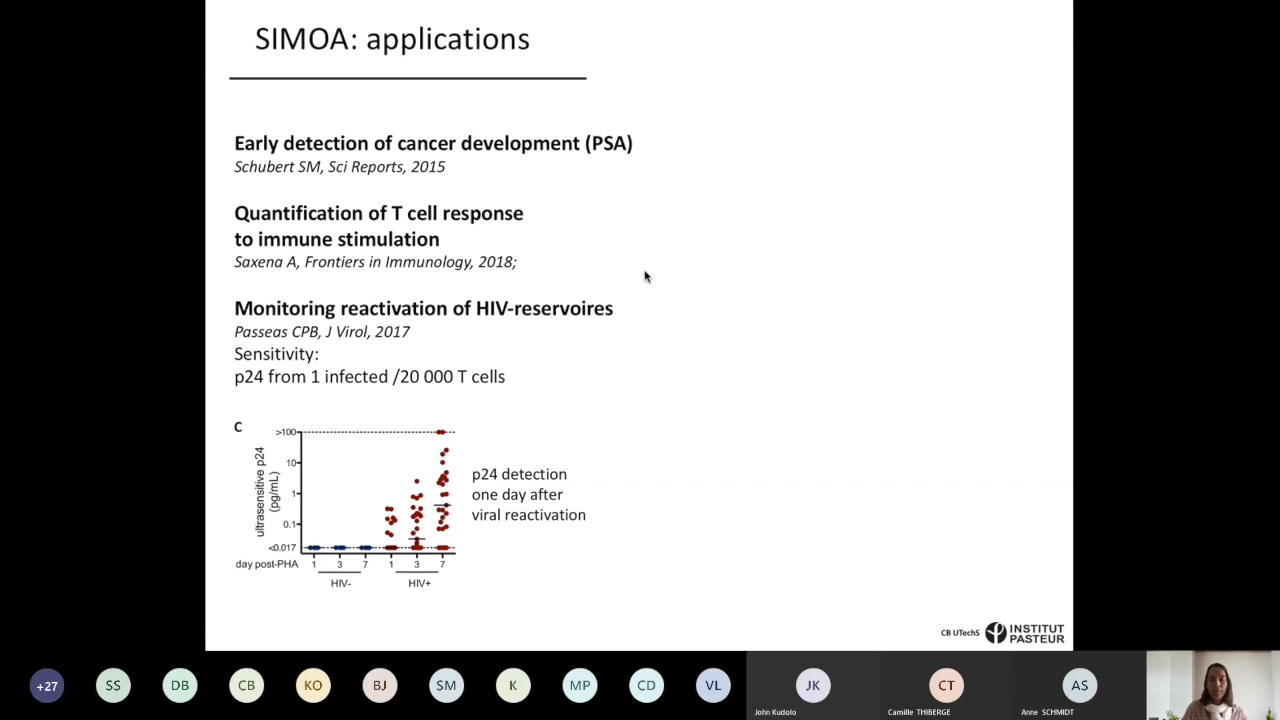 SIMOA: applications
Early detection of cancer development (PSA)
Schubert SM, Sci Reports, 2015
Quantification of T cell response
to immune stimulation
Saxena A, Frontiers in Immunology, 2018;
Monitoring reactivation of HIV-reservoires
Passeas CPB, J Virol, 2017
Sensitivity:
p24 from 1 infected /20 000 T cells
C
ultrasensitive p24
(pg/mL)
>100
10
1
0.1
<0.017
day post-PHA 1 3 7 1 3 7
HIV- HIV+
p24 detection
one day after
viral reactivation
CB UTechS
INSTITUT
PASTEUR
+27 SS DB CB KO BJ SM K MP CD VL JK CT AS
John Kudolo Camille THIBERGE Anne SCHMIDT